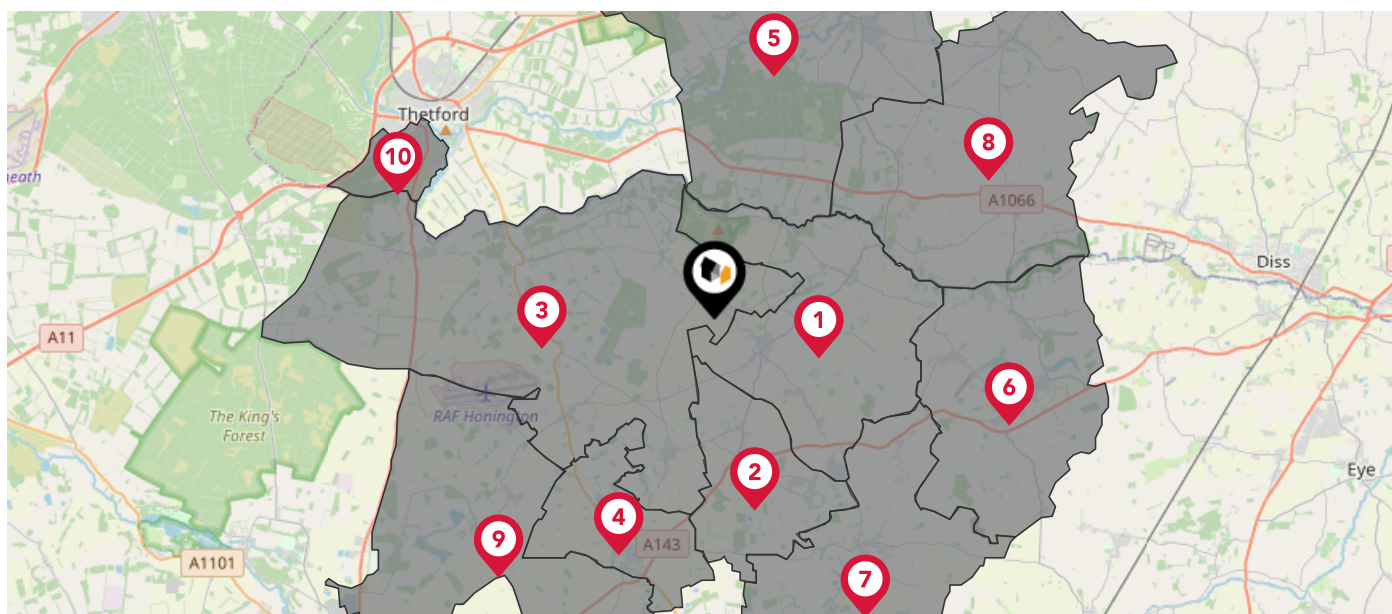 5
Thetford
8
10
eath
A1066
Diss
3
1
A11
6
RAF Honington
The King's
Forest
2
Eye
4
A143
9
A1101
7